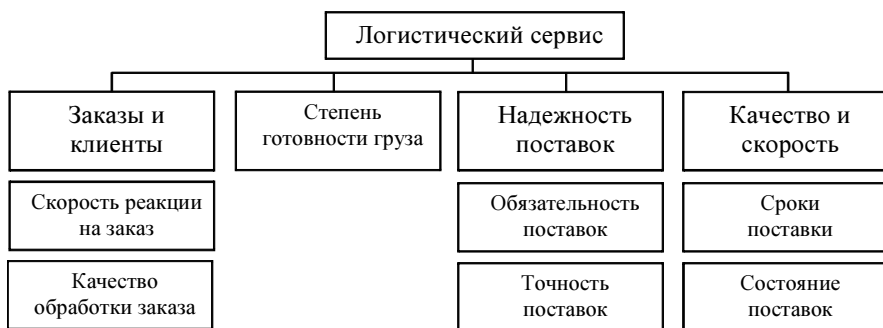 Логистический сервис
Заказы и
клиенты
Степень
готовности груза
Надежность
поставок
Качество и
скорость
Скорость реакции
на заказ
Обязательность
поставок
Сроки
поставки
Качество
обработки заказа
Точность
поставок
Состояние
поставок